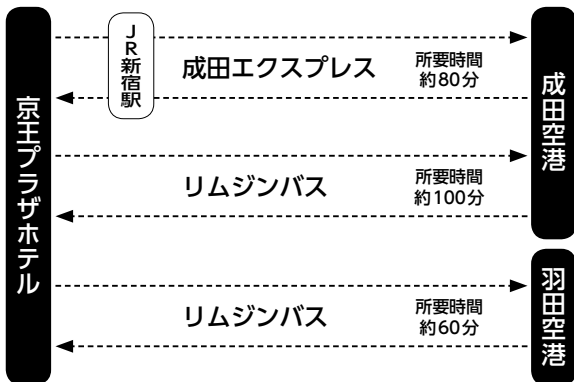 京王プラザホテル
JR新宿駅
成田エクスプレス
所要時間
約80分
リムジンバス
所要時間
約100分
成田空港
リムジンバス
所要時間
約60分
羽田空港